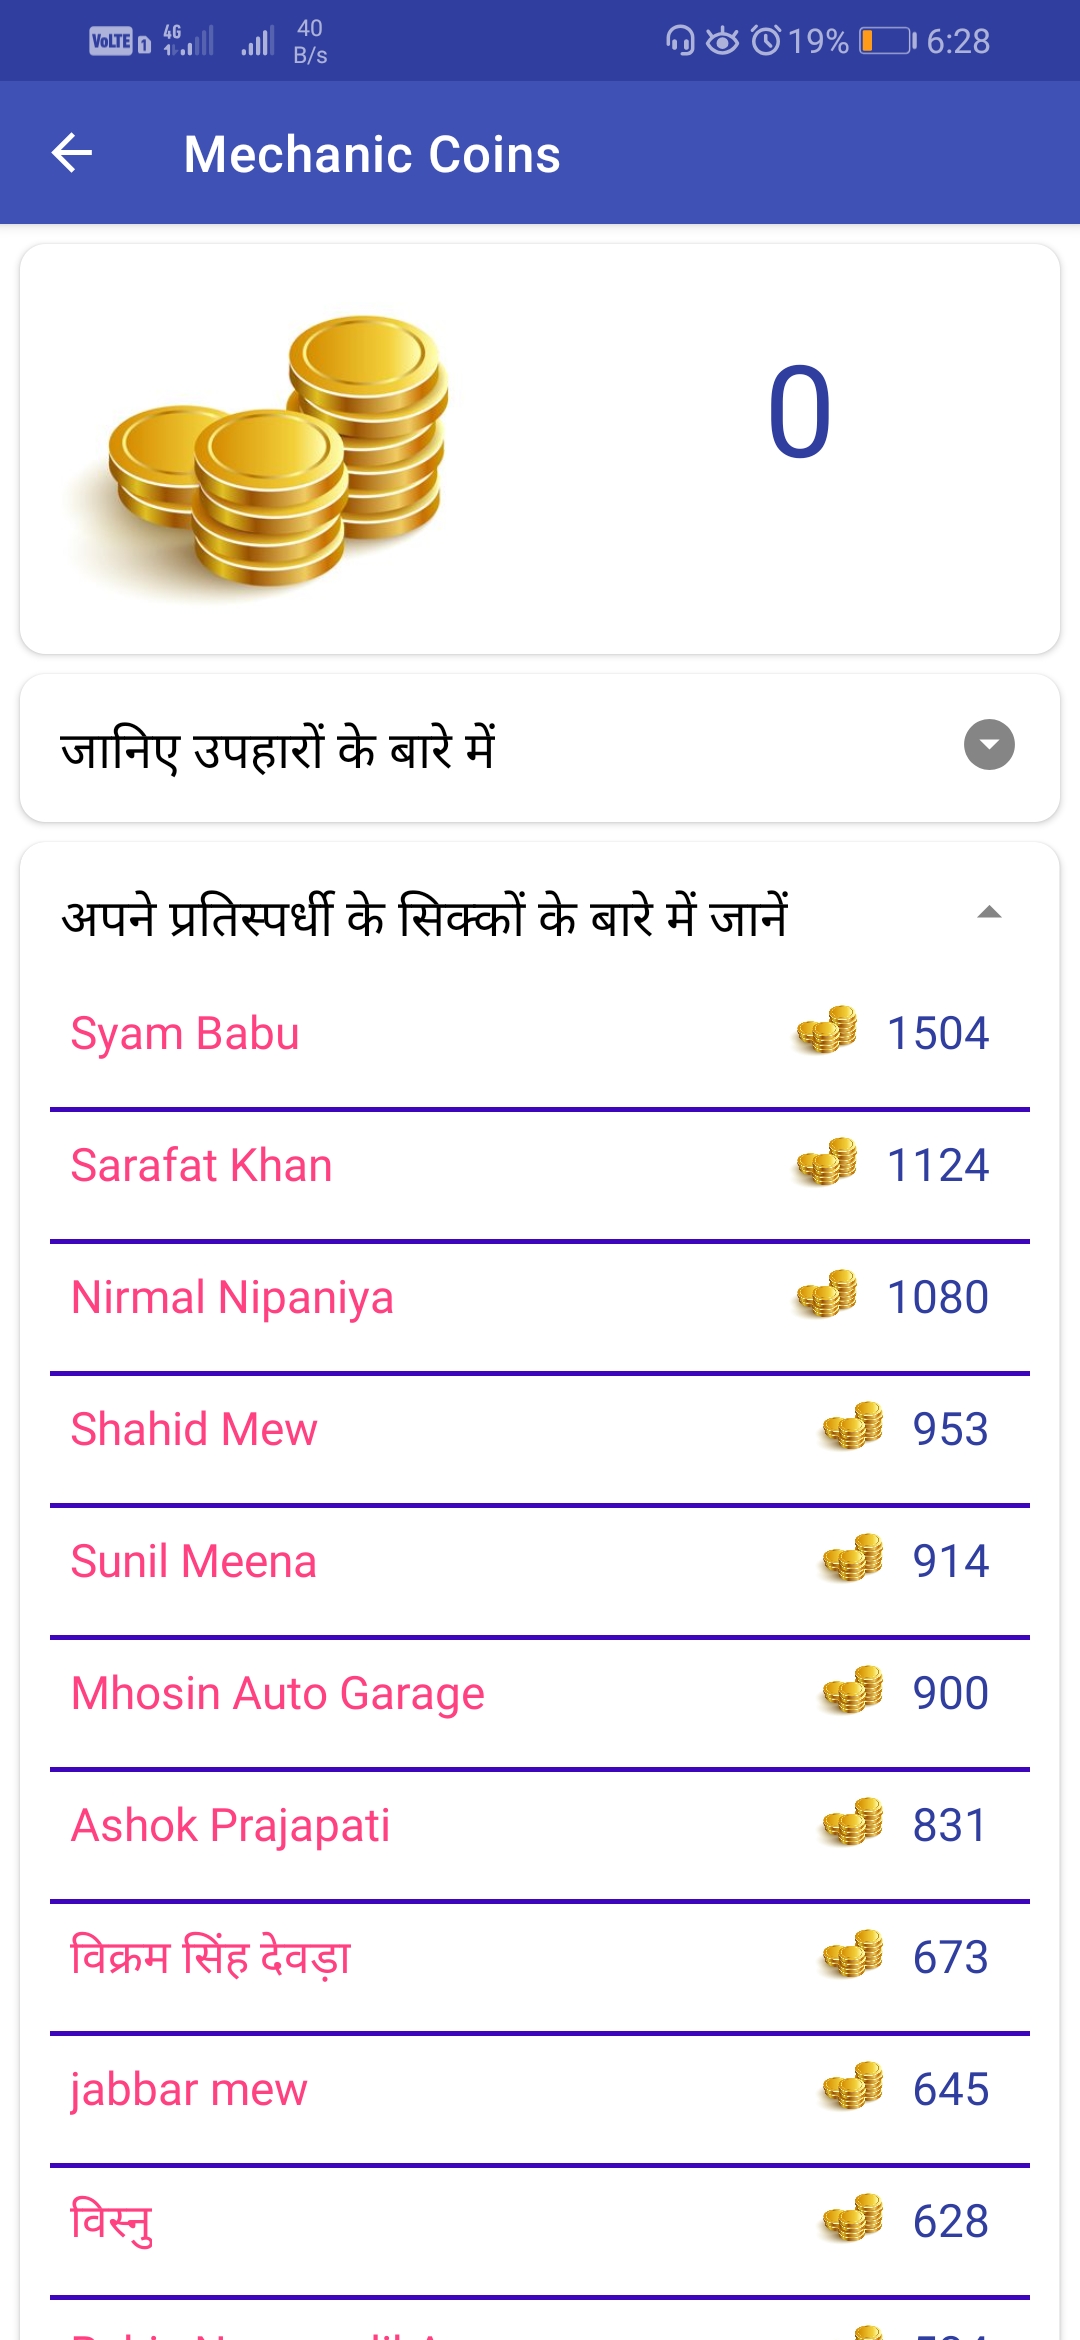 VoLTE 1 4G 40 B/s 19% 6:28
Mechanic Coins
0
जानिए उपहारों के बारे में
अपने प्रतिस्पर्धी के सिक्कों के बारे में जानें
Syam Babu 1504
Sarafat Khan 1124
Nirmal Nipaniya 1080
Shahid Mew 953
Sunil Meena 914
Mhosin Auto Garage 900
Ashok Prajapati 831
विक्रम सिंह देवड़ा 673
jabbar mew 645
विस्नु 628